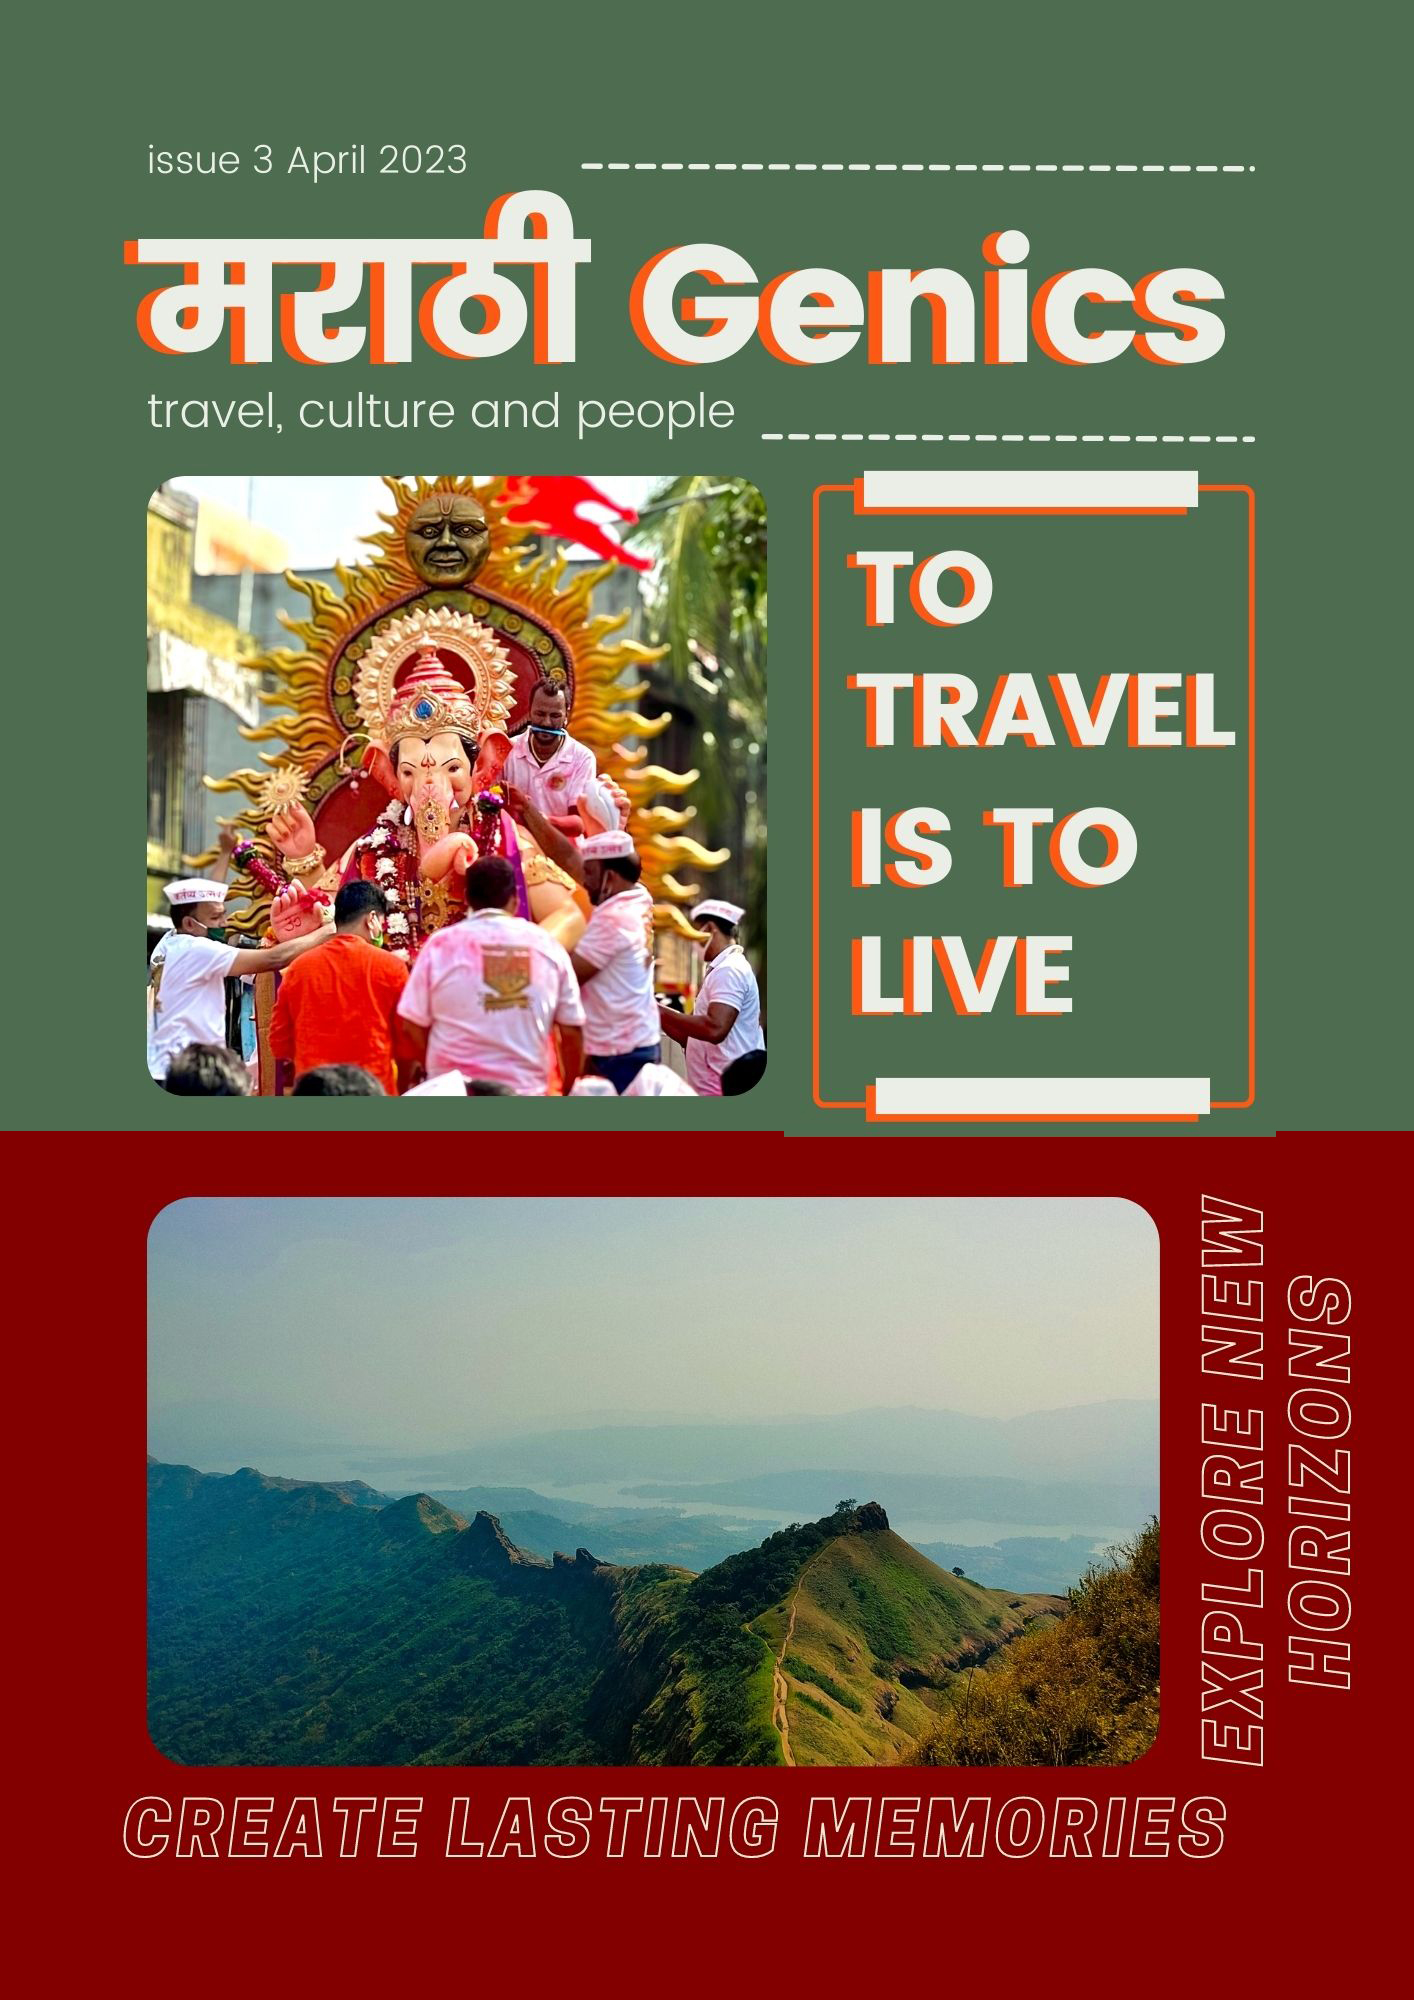 issue 3 April 2023
मराठी Genics
travel, culture and people
TO
TRAVEL
IS TO
LIVE
EXPLORE NEW
HORIZONS
CREATE LASTING MEMORIES